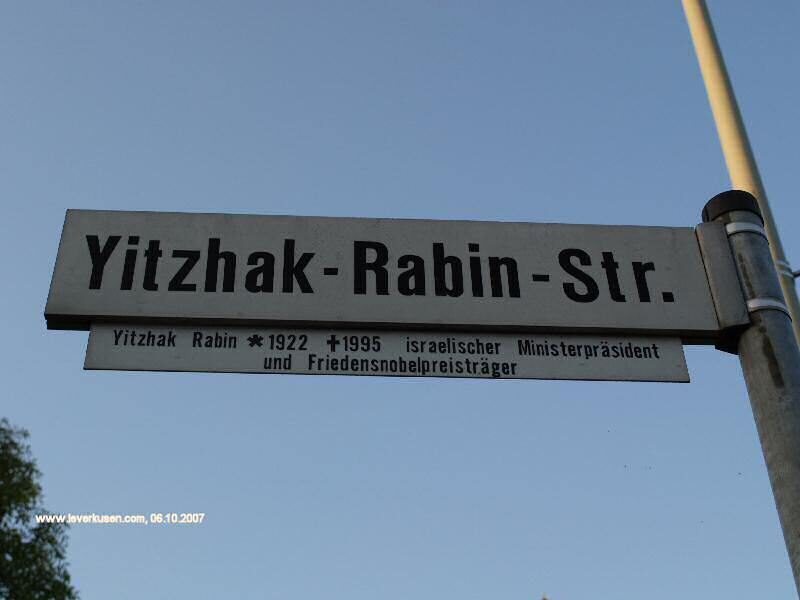 Yitzhak-Rabin-Str.
Yitzhak Rabin *1922 ✝1995 israelischer Ministerpräsident
und Friedensnobelpreisträger
www.leverkusen.com, 06.10.2007